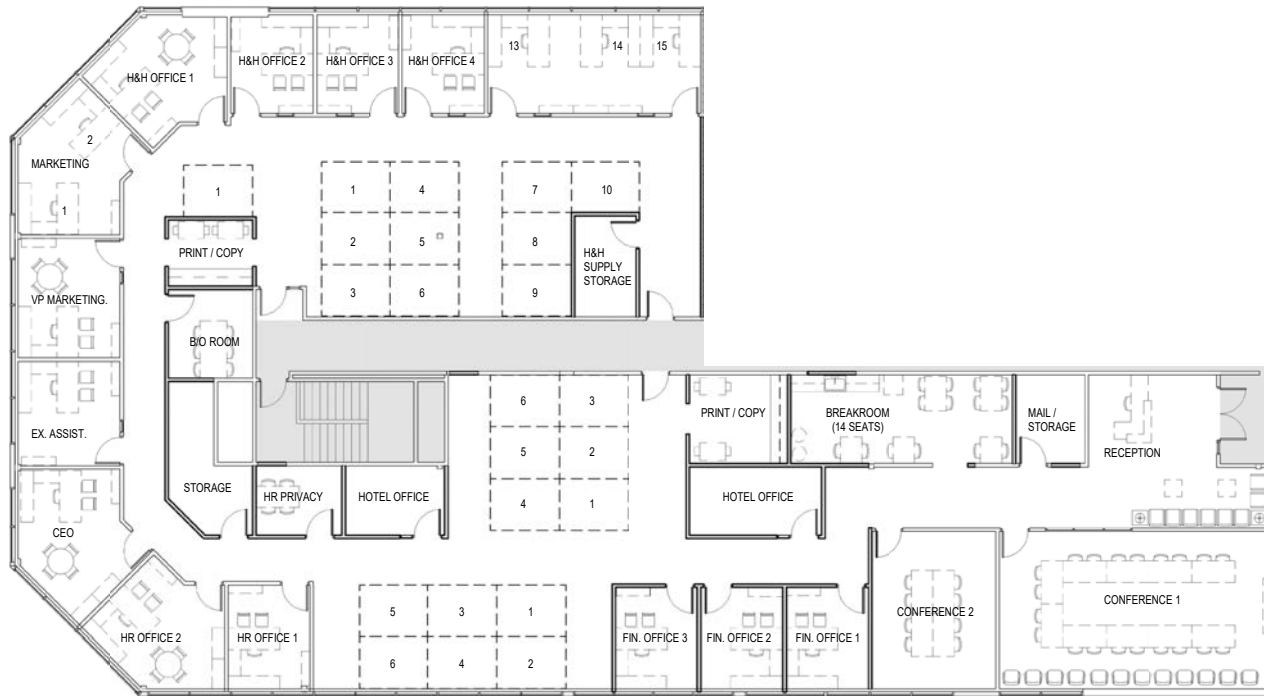 13
14
15
H&H OFFICE 1
H&H OFFICE 2
H&H OFFICE 3
H&H OFFICE 4
2
MARKETING
1
1
1
4
7
10
2
5
8
PRINT / COPY
H&H
SUPPLY
STORAGE
3
6
9
VP MARKETING.
B/O ROOM
EX. ASSIST.
6
3
PRINT / COPY
BREAKROOM
(14 SEATS)
MAIL /
STORAGE
5
2
RECEPTION
STORAGE
HR PRIVACY
HOTEL OFFICE
4
1
HOTEL OFFICE
CEO
5
3
1
CONFERENCE 2
CONFERENCE 1
HR OFFICE 2
HR OFFICE 1
FIN. OFFICE 3
FIN. OFFICE 2
FIN. OFFICE 1
6
4
2